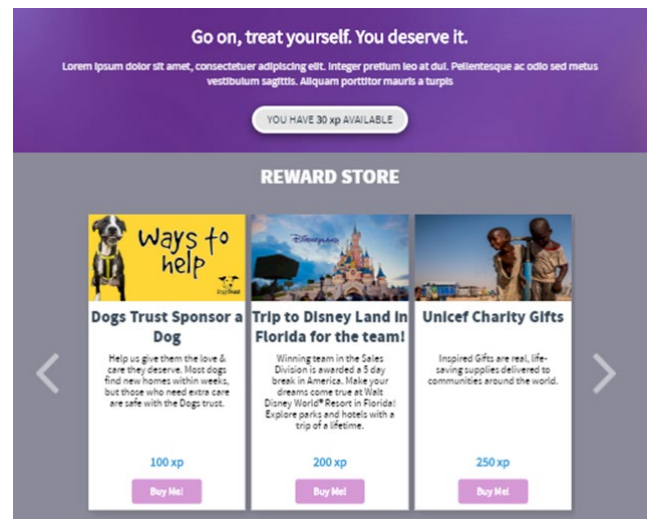 Go on, treat yourself. You deserve it.
Lorem ipsum dolor sit amet, consectetuer adipiscing elit. Integer pretium leo at dui. Pellentesque ac odio sed metus
vestibulum sagittis. Aliquam porttitor mauris a turpis
YOU HAVE 30 xp AVAILABLE
REWARD STORE
Ways to
help
DogsTrust
Dogs Trust Sponsor a
Dog
Help us give them the love &
care they deserve. Most dogs
find new homes within weeks,
but those who need extra care
are safe with the Dogs trust.
100 xp
Buy Me!
Disneyland
Trip to Disney Land in
Florida for the team!
Winning team in the Sales
Division is awarded a 5 day
break in America. Make your
dreams come true at Walt
Disney World® Resort in Florida!
Explore parks and hotels with a
trip of a lifetime.
200 xp
Buy Me!
Unicef Charity Gifts
Inspired Gifts are real, life-
saving supplies delivered to
communities around the world.
250 xp
Buy Me!